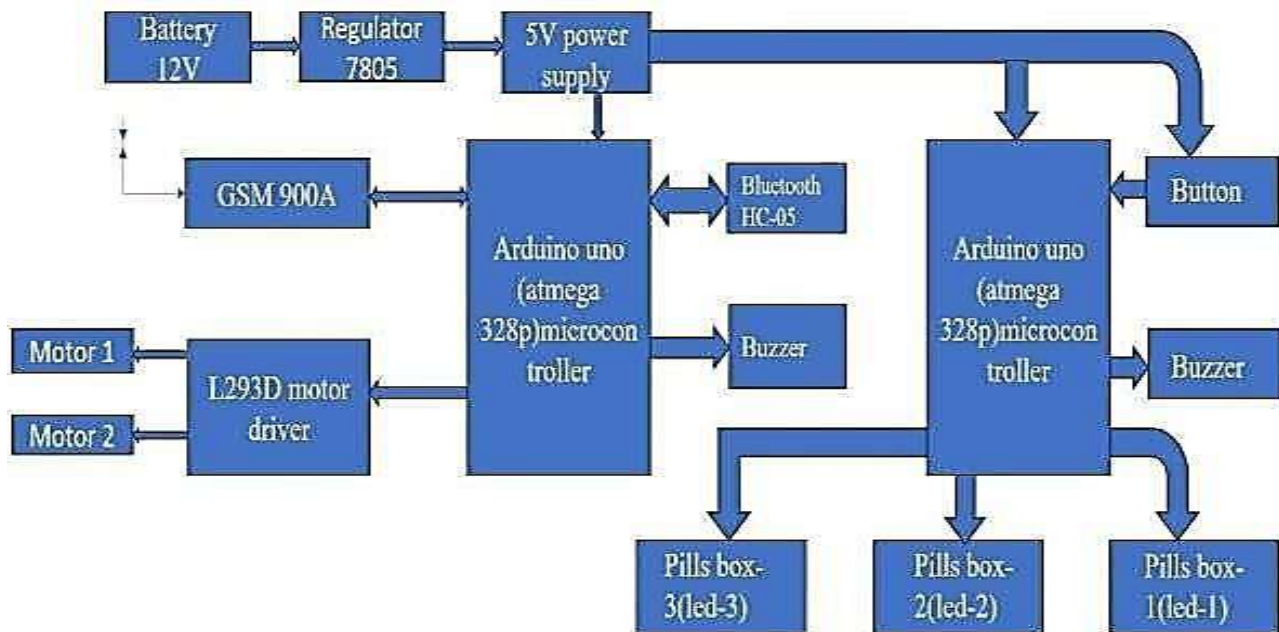 Battery
12V
Regulator
7805
5V power
supply
GSM 900A
Arduino uno
(atmega
328p)microcon
troller
Bluetooth
HC-05
Buzzer
Motor 1
Motor 2
L293D motor
driver
Arduino uno
(atmega
328p)microcon
troller
Button
Buzzer
Pills box-
3(led-3)
Pills box-
2(led-2)
Pills box-
1(led-1)